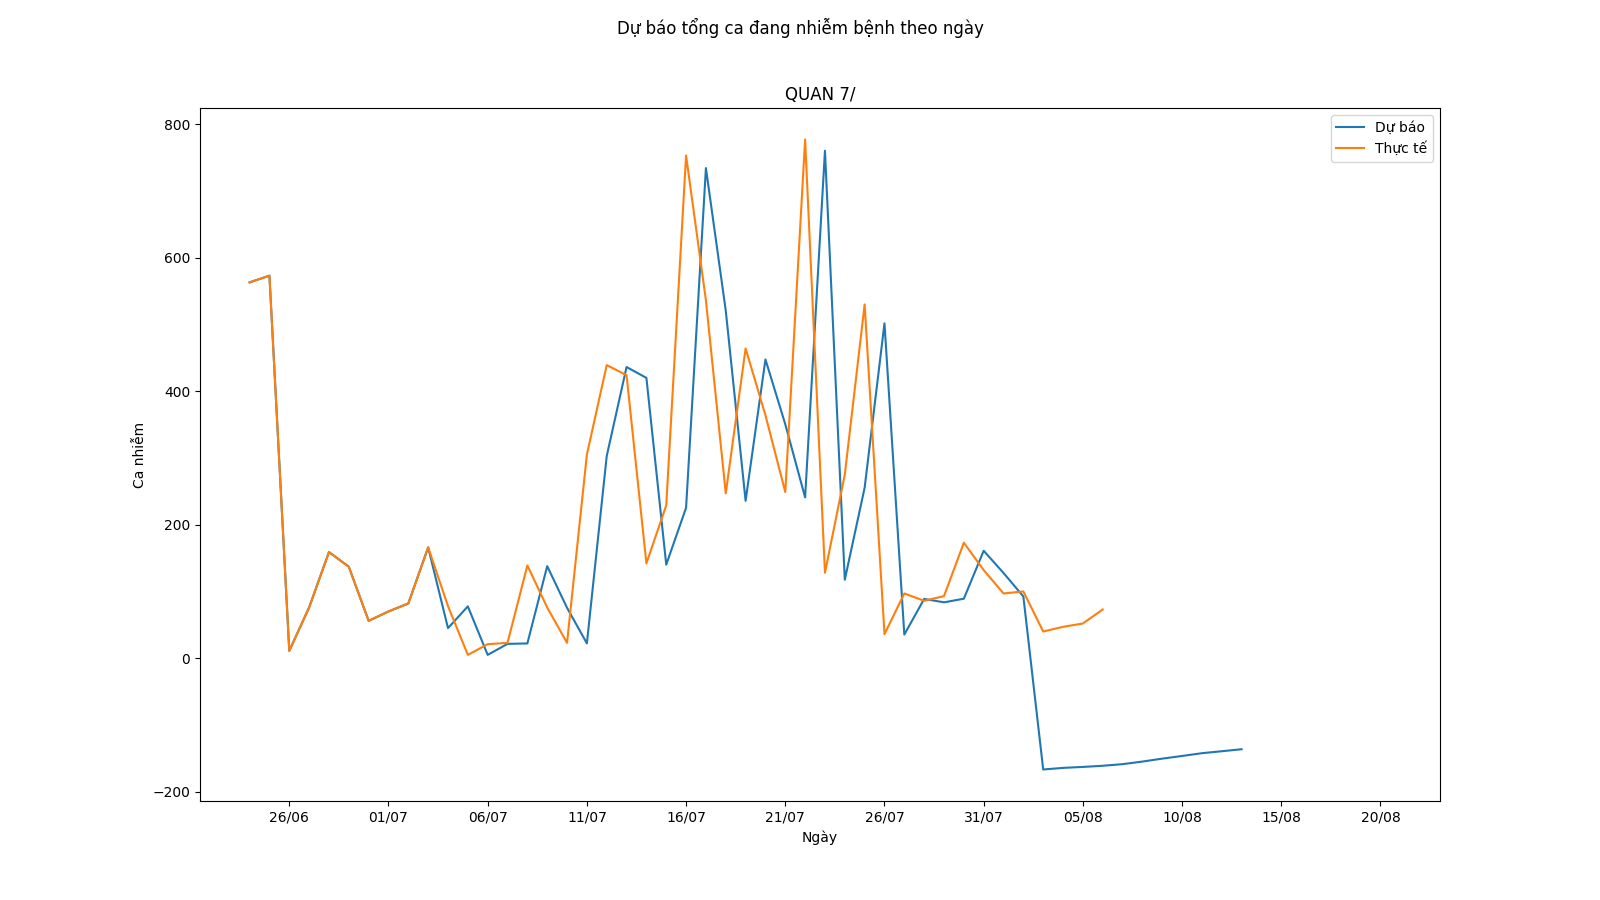 Dự báo tổng ca đang nhiễm bệnh theo ngày
QUAN 7/
800
600
400
200
0
−200
Ca nhiễm
Dự báo
Thực tế
26/06 01/07 06/07 11/07 16/07 21/07 26/07 31/07 05/08 10/08 15/08 20/08
Ngày